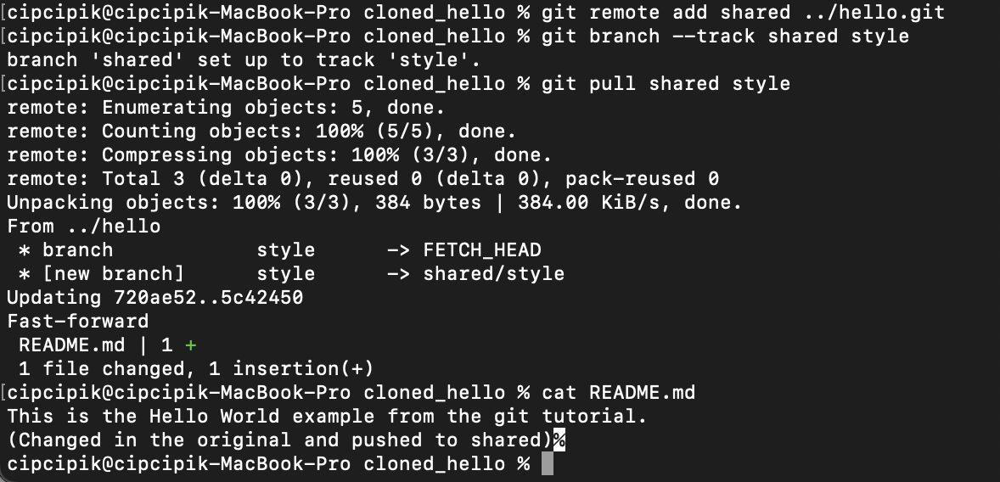 [cipcipik@cipcipik-MacBook-Pro cloned_hello % git remote add shared ../hello.git
[cipcipik@cipcipik-MacBook-Pro cloned_hello % git branch --track shared style
branch 'shared' set up to track 'style'.
[cipcipik@cipcipik-MacBook-Pro cloned_hello % git pull shared style
remote: Enumerating objects: 5, done.
remote: Counting objects: 100% (5/5), done.
remote: Compressing objects: 100% (3/3), done.
remote: Total 3 (delta 0), reused 0 (delta 0), pack-reused 0
Unpacking objects: 100% (3/3), 384 bytes | 384.00 KiB/s, done.
From ../hello
 * branch            style      -> FETCH_HEAD
 * [new branch]      style      -> shared/style
Updating 720ae52..5c42450
Fast-forward
 README.md | 1 +
 1 file changed, 1 insertion(+)
[cipcipik@cipcipik-MacBook-Pro cloned_hello % cat README.md
This is the Hello World example from the git tutorial.
(Changed in the original and pushed to shared)%
cipcipik@cipcipik-MacBook-Pro cloned_hello %